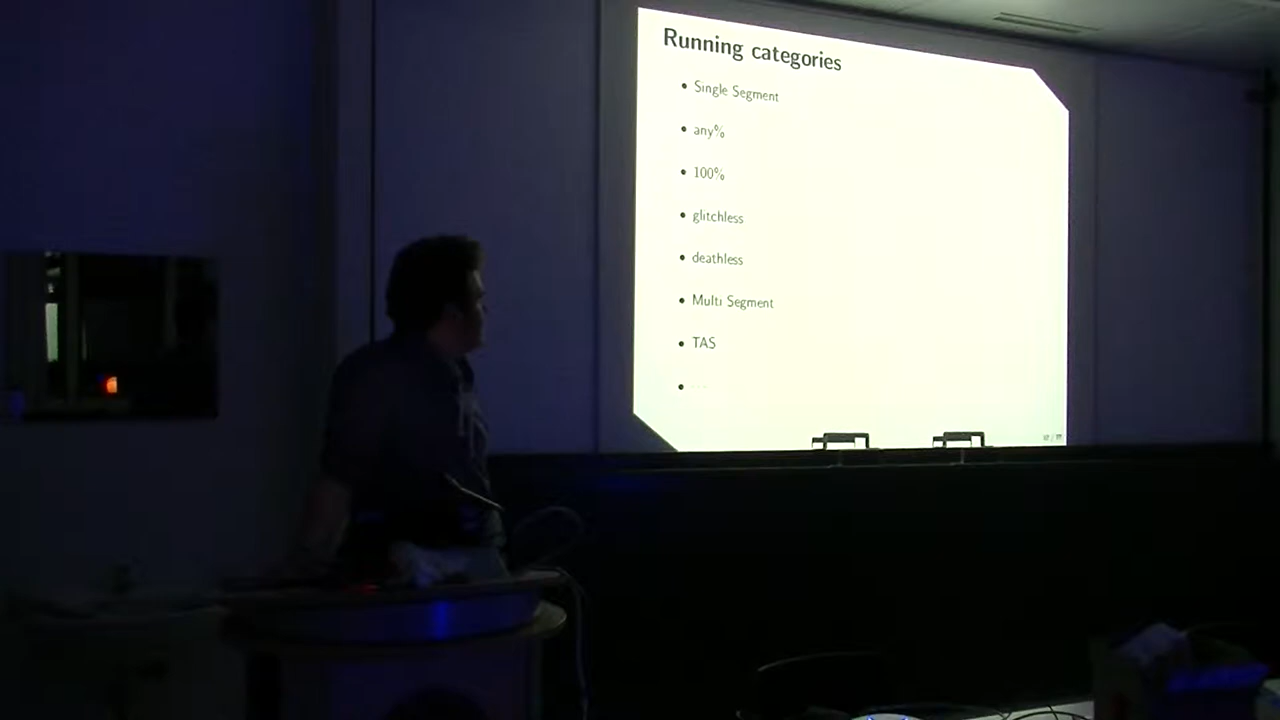 Running categories
• Single Segment
• any%
• 100%
• glitchless
• deathless
• Multi Segment
• TAS
• ...